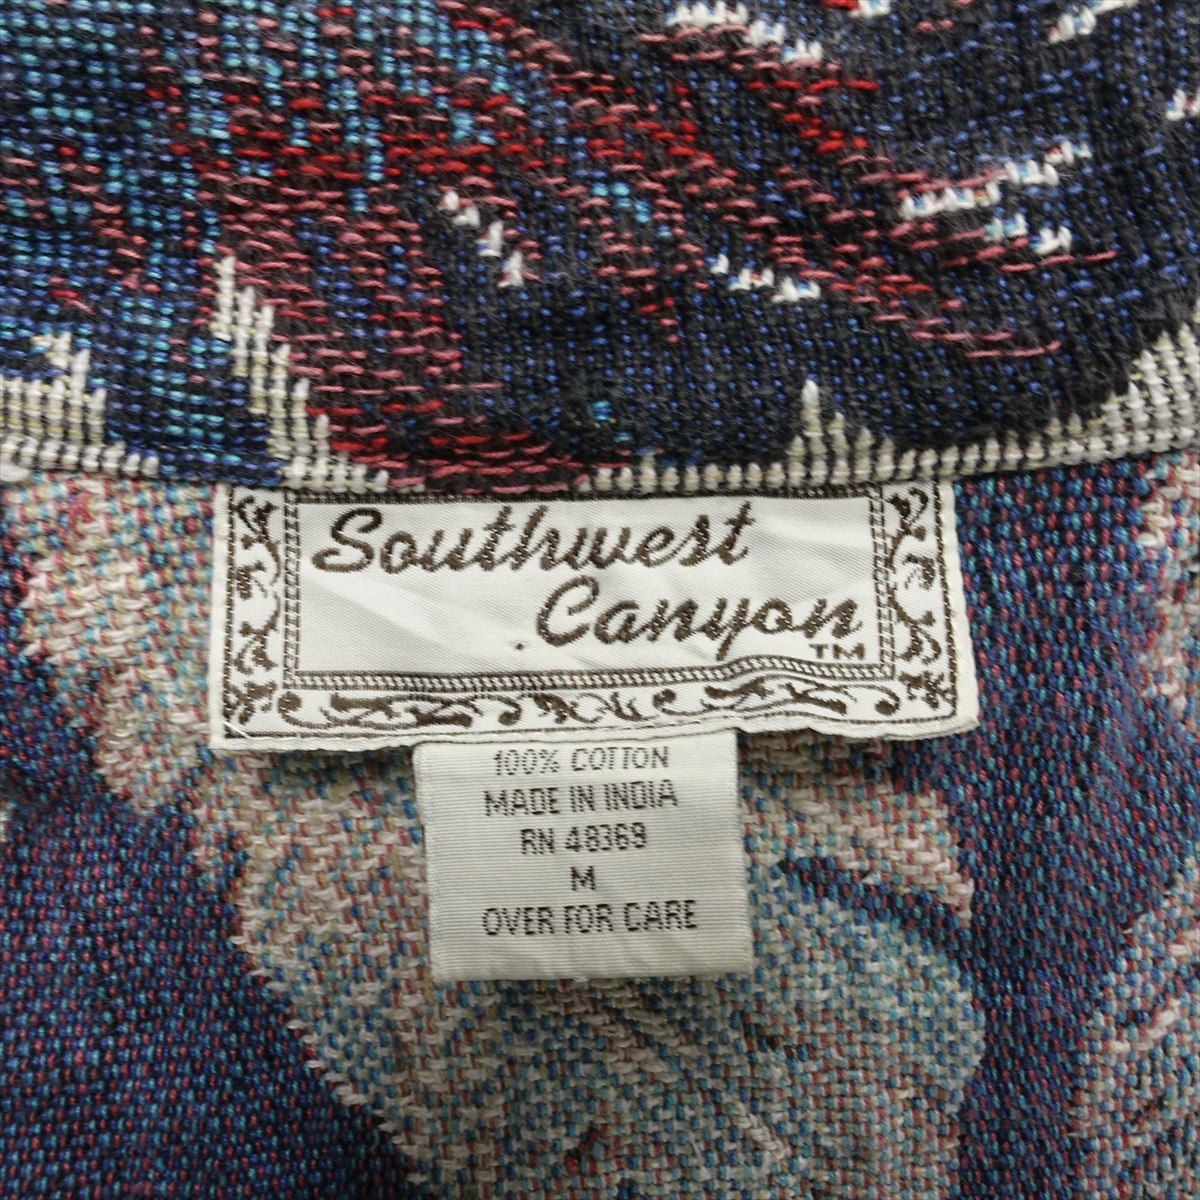 Southwest
Canyon
TM
100% COTTON
MADE IN INDIA
RN 48369
M
OVER FOR CARE